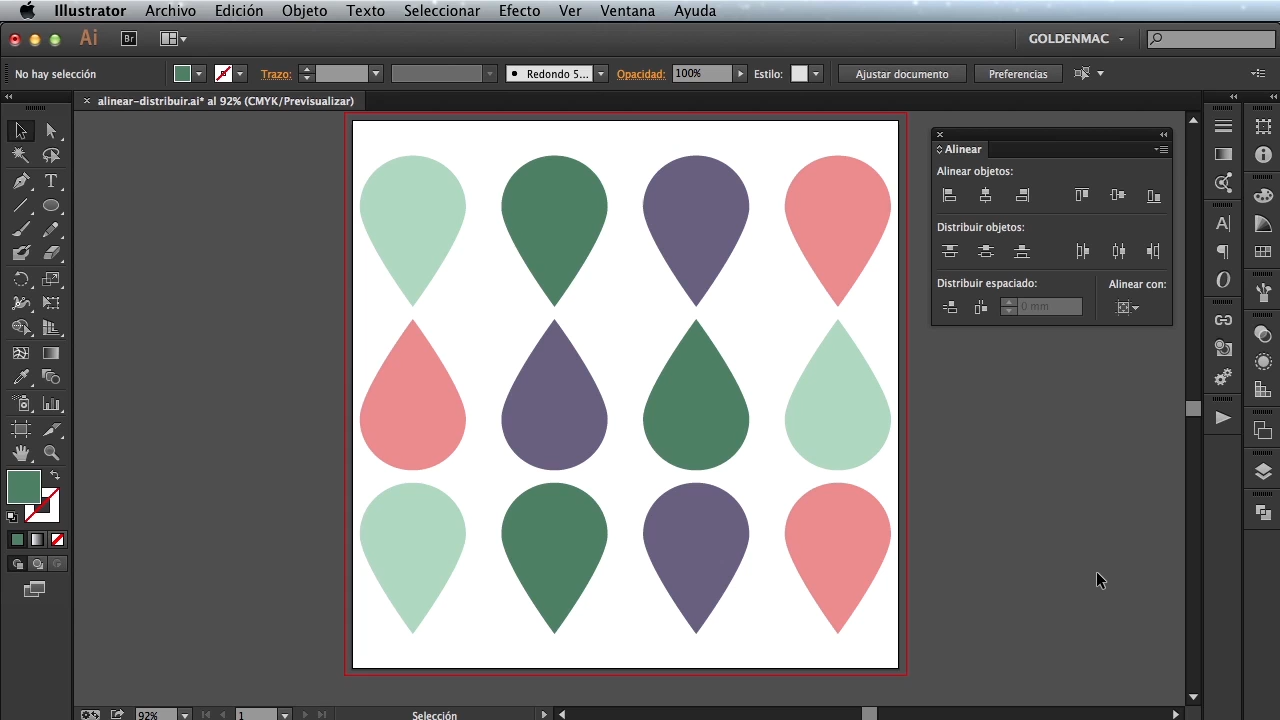 Illustrator Archivo Edición Objeto Texto Seleccionar Efecto Ver Ventana Ayuda
Ai Br GOLDENMAC
No hay selección Trazo: Redondo 5... Opacidad: 100% Estilo: Ajustar documento Preferencias
alinear-distribuir.ai* al 92% (CMYK/Previsualizar)
Alinear
Alinear objetos:
Distribuir objetos:
Distribuir espaciado: Alinear con:
0 mm
92% 1 Selección